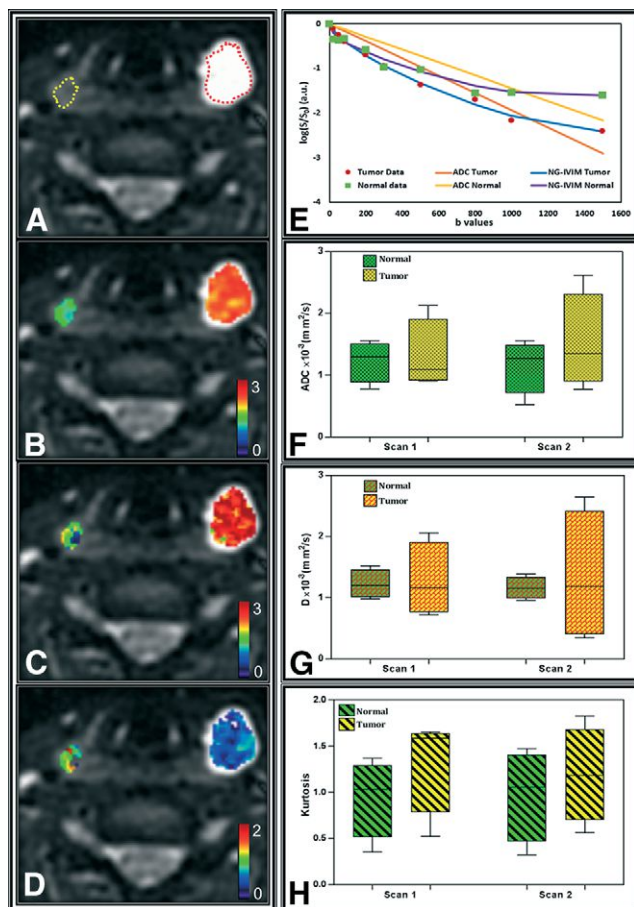 A
B
3
0
C
3
0
D
2
0
E
-0
-1
-2
-3
-4
log(S/S0) (a.u.)
0 200 400 600 800 1000 1200 1400 1600
b values
Tumor Data ADC Tumor NG-IVIM Tumor
Normal data ADC Normal NG-IVIM Normal
F
3
2
1
0
ADC ×10-3(m m2/s)
Normal
Tumor
Scan 1 Scan 2
G
3
2
1
0
D ×10-3(m m2/s)
Normal
Tumor
Scan 1 Scan 2
H
2.0
1.5
1.0
0.5
0.0
Kurtosis
Normal
Tumor
Scan 1 Scan 2